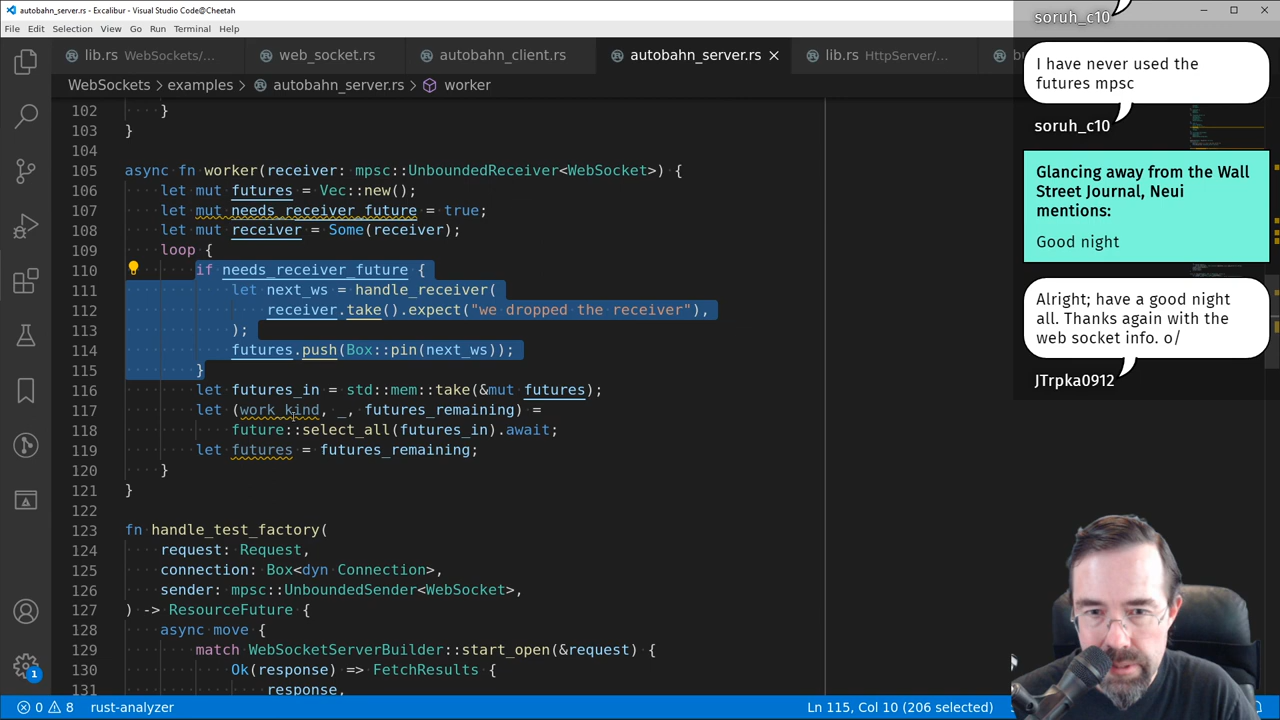 autobahn_server.rs - Excalibur - Visual Studio Code@Cheetah
File Edit Selection View Go Run Terminal Help
lib.rs WebSockets/...
web_socket.rs
autobahn_client.rs
autobahn_server.rs
lib.rs HttpServer/...
WebSockets > examples > autobahn_server.rs > worker
102 }
103 }
104
105 async fn worker(receiver: mpsc::UnboundedReceiver<WebSocket>) {
106 let mut futures = Vec::new();
107 let mut needs_receiver_future = true;
108 let mut receiver = Some(receiver);
109 loop {
110 if needs_receiver_future {
111 let next_ws = handle_receiver(
112 receiver.take().expect("we dropped the receiver"),
113 );
114 futures.push(Box::pin(next_ws));
115 }
116 let futures_in = std::mem::take(&mut futures);
117 let (work_kind, _, futures_remaining) =
118 future::select_all(futures_in).await;
119 let futures = futures_remaining;
120 }
121 }
122
123 fn handle_test_factory(
124 request: Request,
125 connection: Box<dyn Connection>,
126 sender: mpsc::UnboundedSender<WebSocket>,
127 ) -> ResourceFuture {
128 async move {
129 match WebSocketServerBuilder::start_open(&request) {
130 Ok(response) => FetchResults {
131 response,
soruh_c10
I have never used the
futures mpsc
soruh_c10
Glancing away from the Wall
Street Journal, Neui
mentions:
Good night
Alright; have a good night
all. Thanks again with the
web socket info. o/
JTrpka0912
1
0 8 rust-analyzer
Ln 115, Col 10 (206 selected)